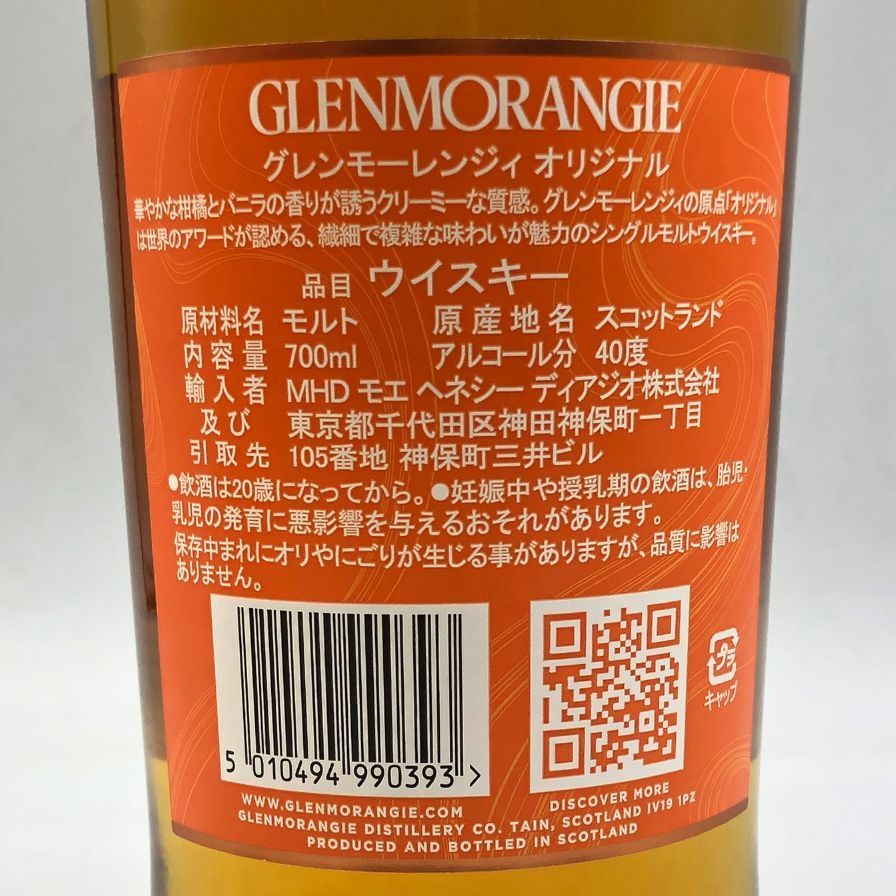 GLENMORANGIE
グレンモーレンジィ オリジナル
華やかな柑橘とバニラの香りが誘うクリーミーな質感。グレンモーレンジィの原点「オリジナル」
は世界のアワードが認める、繊細で複雑な味わいが魅力のシングルモルトウイスキー。
品目 ウイスキー
原材料名 モルト 原産地名 スコットランド
内容量 700ml アルコール分 40度
輸入者 MHD モエ ヘネシー ディアジオ株式会社
及び 東京都千代田区神田神保町一丁目
引取先 105番地 神保町三井ビル
●飲酒は20歳になってから。●妊娠中や授乳期の飲酒は、胎児・
乳児の発育に悪影響を与えるおそれがあります。
保存中まれにオリやにごりが生じる事がありますが、品質に影響は
ありません。
プラ
キャップ
5 010494 990393 >
WWW.GLENMORANGIE.COM
DISCOVER MORE
GLENMORANGIE DISTILLERY CO. TAIN, SCOTLAND IV19 1PZ
PRODUCED AND BOTTLED IN SCOTLAND